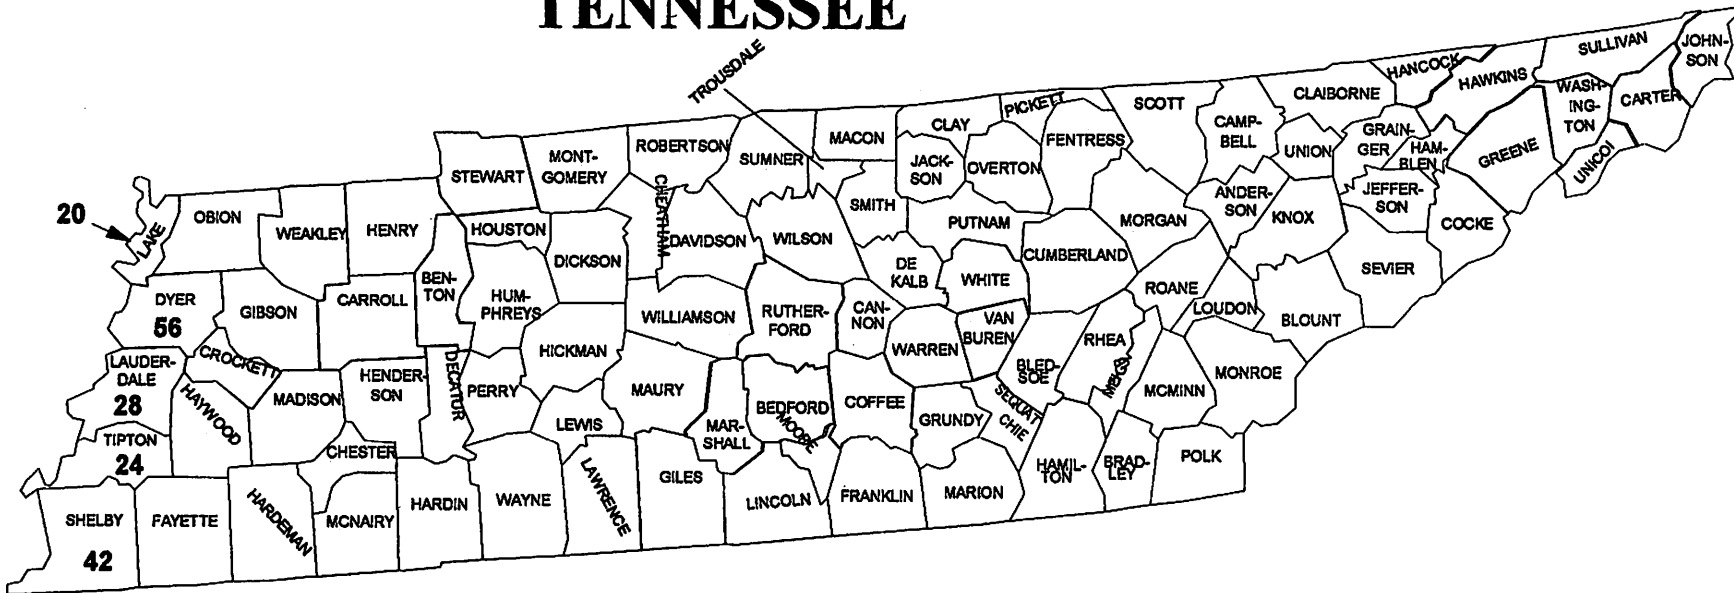 TENNESSEE
TROUSDALE
JOHN-
SON
SULLIVAN
HANCOCK
HAWKINS
WASH-
ING-
TON
CARTER
UNICOI
CLAIBORNE
PICKETT
SCOTT
CLAY
MACON
CAMP-
BELL
FENTRESS
UNION
GRAIN-
GER
HAM-
BLEN
GREENE
ROBERTSON
SUMNER
MONT-
GOMERY
STEWART
JACK-
SON
OVERTON
JEFFER-
SON
ANDER-
SON
KNOX
COCKE
20
LAKE
OBION
WEAKLEY
HENRY
HOUSTON
CHEATHAM
DAVIDSON
WILSON
SMITH
PUTNAM
MORGAN
CUMBERLAND
SEVIER
DICKSON
DE
KALB
WHITE
ROANE
LOUDON
BLOUNT
DYER
56
GIBSON
CARROLL
BEN-
TON
HUM-
PHREYS
WILLIAMSON
RUTHER-
FORD
CAN-
NON
WARREN
VAN
BUREN
RHEA
BLED-
SOE
MEIGS
MCMINN
MONROE
LAUDER-
DALE
28
CROCKETT
HAYWOOD
MADISON
HENDER-
SON
DECATUR
PERRY
HICKMAN
LEWIS
MAURY
MAR-
SHALL
BEDFORD
MOORE
COFFEE
GRUNDY
SEQUAT
CHIE
TIPTON
24
CHESTER
HAMIL-
TON
BRAD-
LEY
POLK
SHELBY
42
FAYETTE
HARDEMAN
MCNAIRY
HARDIN
WAYNE
LAWRENCE
GILES
LINCOLN
FRANKLIN
MARION